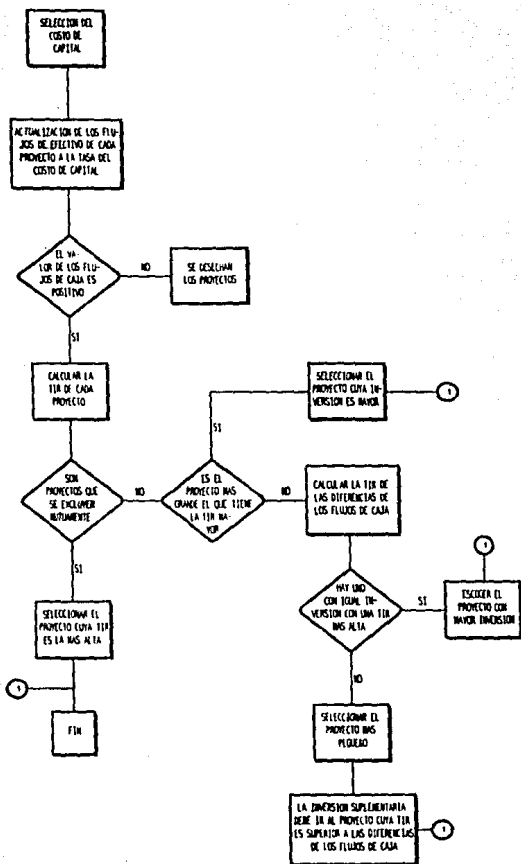 SELECCION DEL
COSTO DE
CAPITAL
ACTUALIZACION DE LOS FLU-
JOS DE EFECTIVO DE CADA
PROYECTO A LA TASA DEL
COSTO DE CAPITAL
EL VA-
LOR DE LOS FLU-
JOS DE CAJA ES
POSITIVO
NO
SE DESECHAN
LOS PROYECTOS
SI
CALCULAR LA
TIR DE CADA
PROYECTO
SON
PROYECTOS QUE
SE EXCLUYEN
MUTUAMENTE
NO
ES EL
PROYECTO MAS
GRANDE EL QUE TIENE
LA TIR MA-
YOR
SI
SELECCIONAR EL
PROYECTO CUYA IN-
VERSION ES MAYOR
1
NO
CALCULAR LA TIR DE
LAS DIFERENCIAS DE
LOS FLUJOS DE CAJA
HAY UNO
CON IGUAL IN-
VERSION CON UNA TIR
MAS ALTA
SI
ESCOGER EL
PROYECTO CON
MAYOR INVERSION
1
NO
SELECCIONAR EL
PROYECTO MAS
PEQUEÑO
LA INVERSION SUPLEMENTARIA
DEBE IR AL PROYECTO CUYA TIR
ES SUPERIOR A LAS DIFERENCIAS
DE LOS FLUJOS DE CAJA
1
SI
SELECCIONAR EL
PROYECTO CUYA TIR
ES LA MAS ALTA
1
FIN